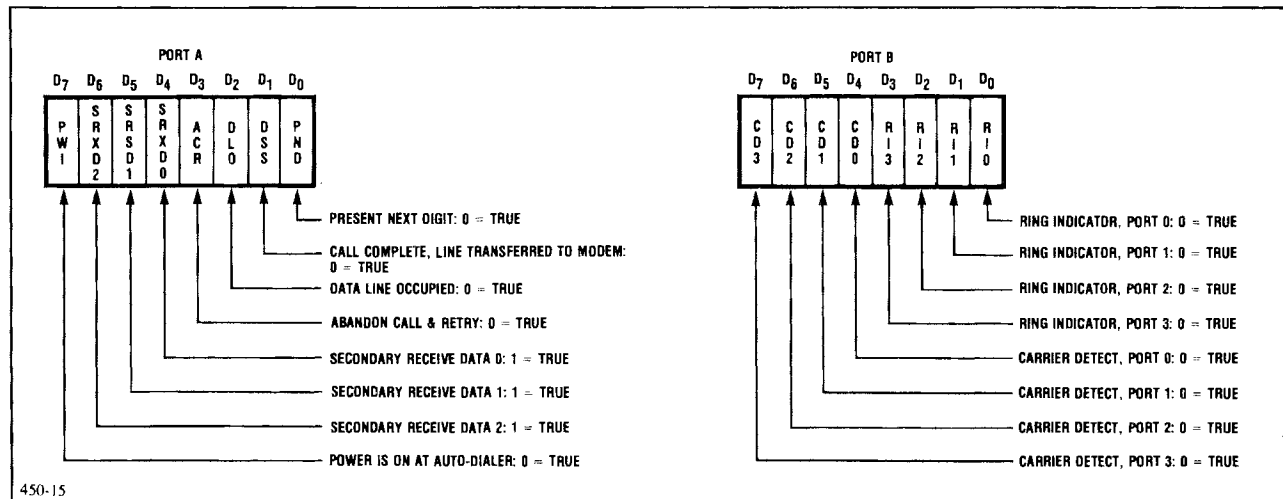 PORT A
D7 D6 D5 D4 D3 D2 D1 D0
PWI SRXD2 SRSD1 SRXD0 ACR DLO DSS PND
PRESENT NEXT DIGIT: 0 = TRUE
CALL COMPLETE, LINE TRANSFERRED TO MODEM:
0 = TRUE
DATA LINE OCCUPIED: 0 = TRUE
ABANDON CALL & RETRY: 0 = TRUE
SECONDARY RECEIVE DATA 0: 1 = TRUE
SECONDARY RECEIVE DATA 1: 1 = TRUE
SECONDARY RECEIVE DATA 2: 1 = TRUE
POWER IS ON AT AUTO-DIALER: 0 = TRUE
PORT B
D7 D6 D5 D4 D3 D2 D1 D0
CD3 CD2 CD1 CD0 RI3 RI2 RI1 RI0
RING INDICATOR, PORT 0: 0 = TRUE
RING INDICATOR, PORT 1: 0 = TRUE
RING INDICATOR, PORT 2: 0 = TRUE
RING INDICATOR, PORT 3: 0 = TRUE
CARRIER DETECT, PORT 0: 0 = TRUE
CARRIER DETECT, PORT 1: 0 = TRUE
CARRIER DETECT, PORT 2: 0 = TRUE
CARRIER DETECT, PORT 3: 0 = TRUE
450-15